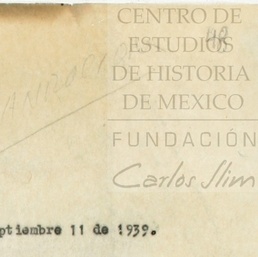 CENTRO DE
ESTUDIOS
DE HISTORIA
DE MEXICO
FUNDACIÓN
Carlos Slim
ptiembre 11 de 1939.